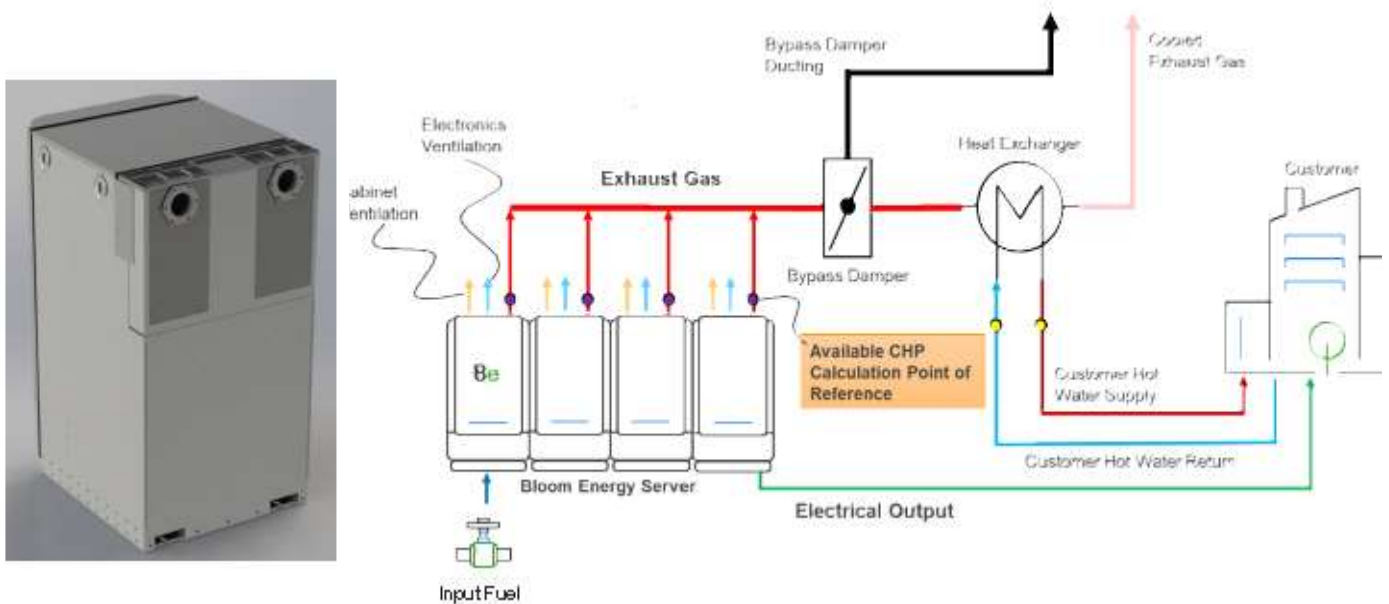 Bypass Damper
Ducting
Cooled
Exhaust Gas
Electronics
Ventilation
Heat Exchanger
Customer
Exhaust Gas
abinet
entilation
Bypass Damper
Available CHP
Calculation Point of
Reference
8e
Customer Hot
Water Supply
Customer Hot Water Return
Bloom Energy Server
Electrical Output
Input Fuel